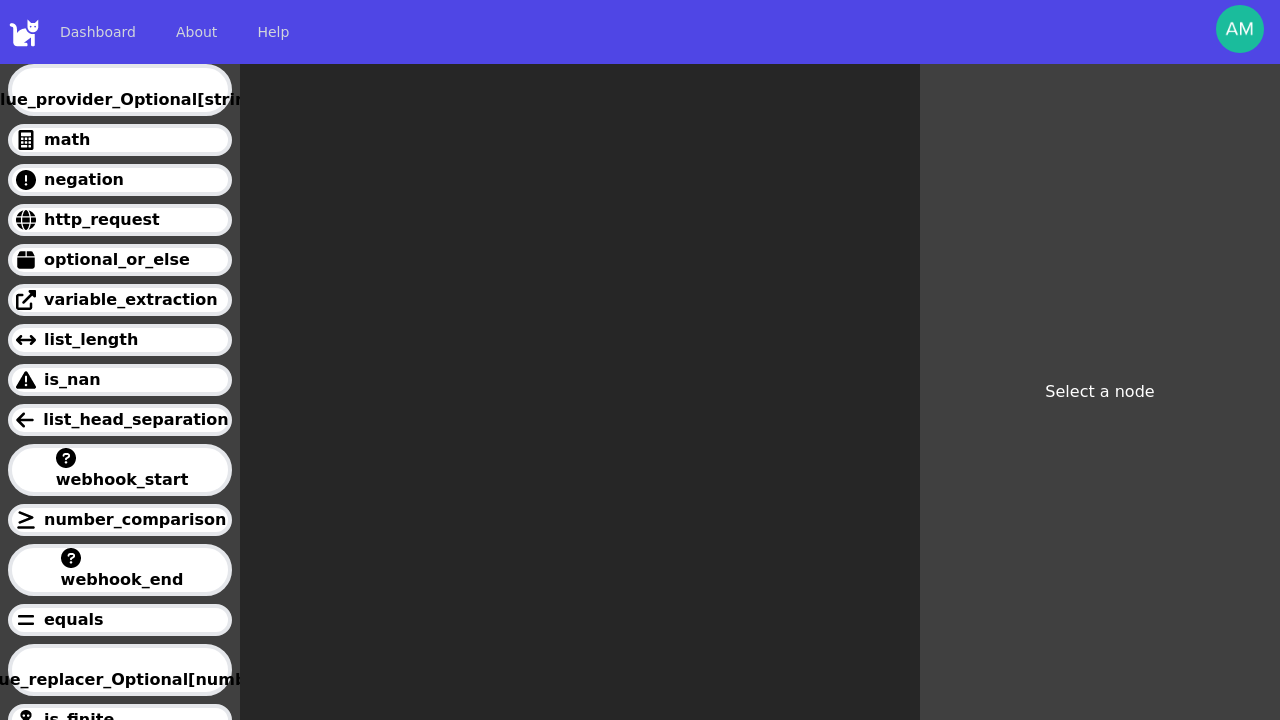 Dashboard
About
Help
AM
lue_provider_Optional[strin
math
negation
http_request
optional_or_else
variable_extraction
list_length
is_nan
list_head_separation
webhook_start
number_comparison
webhook_end
equals
ue_replacer_Optional[numb
is_finite
Select a node